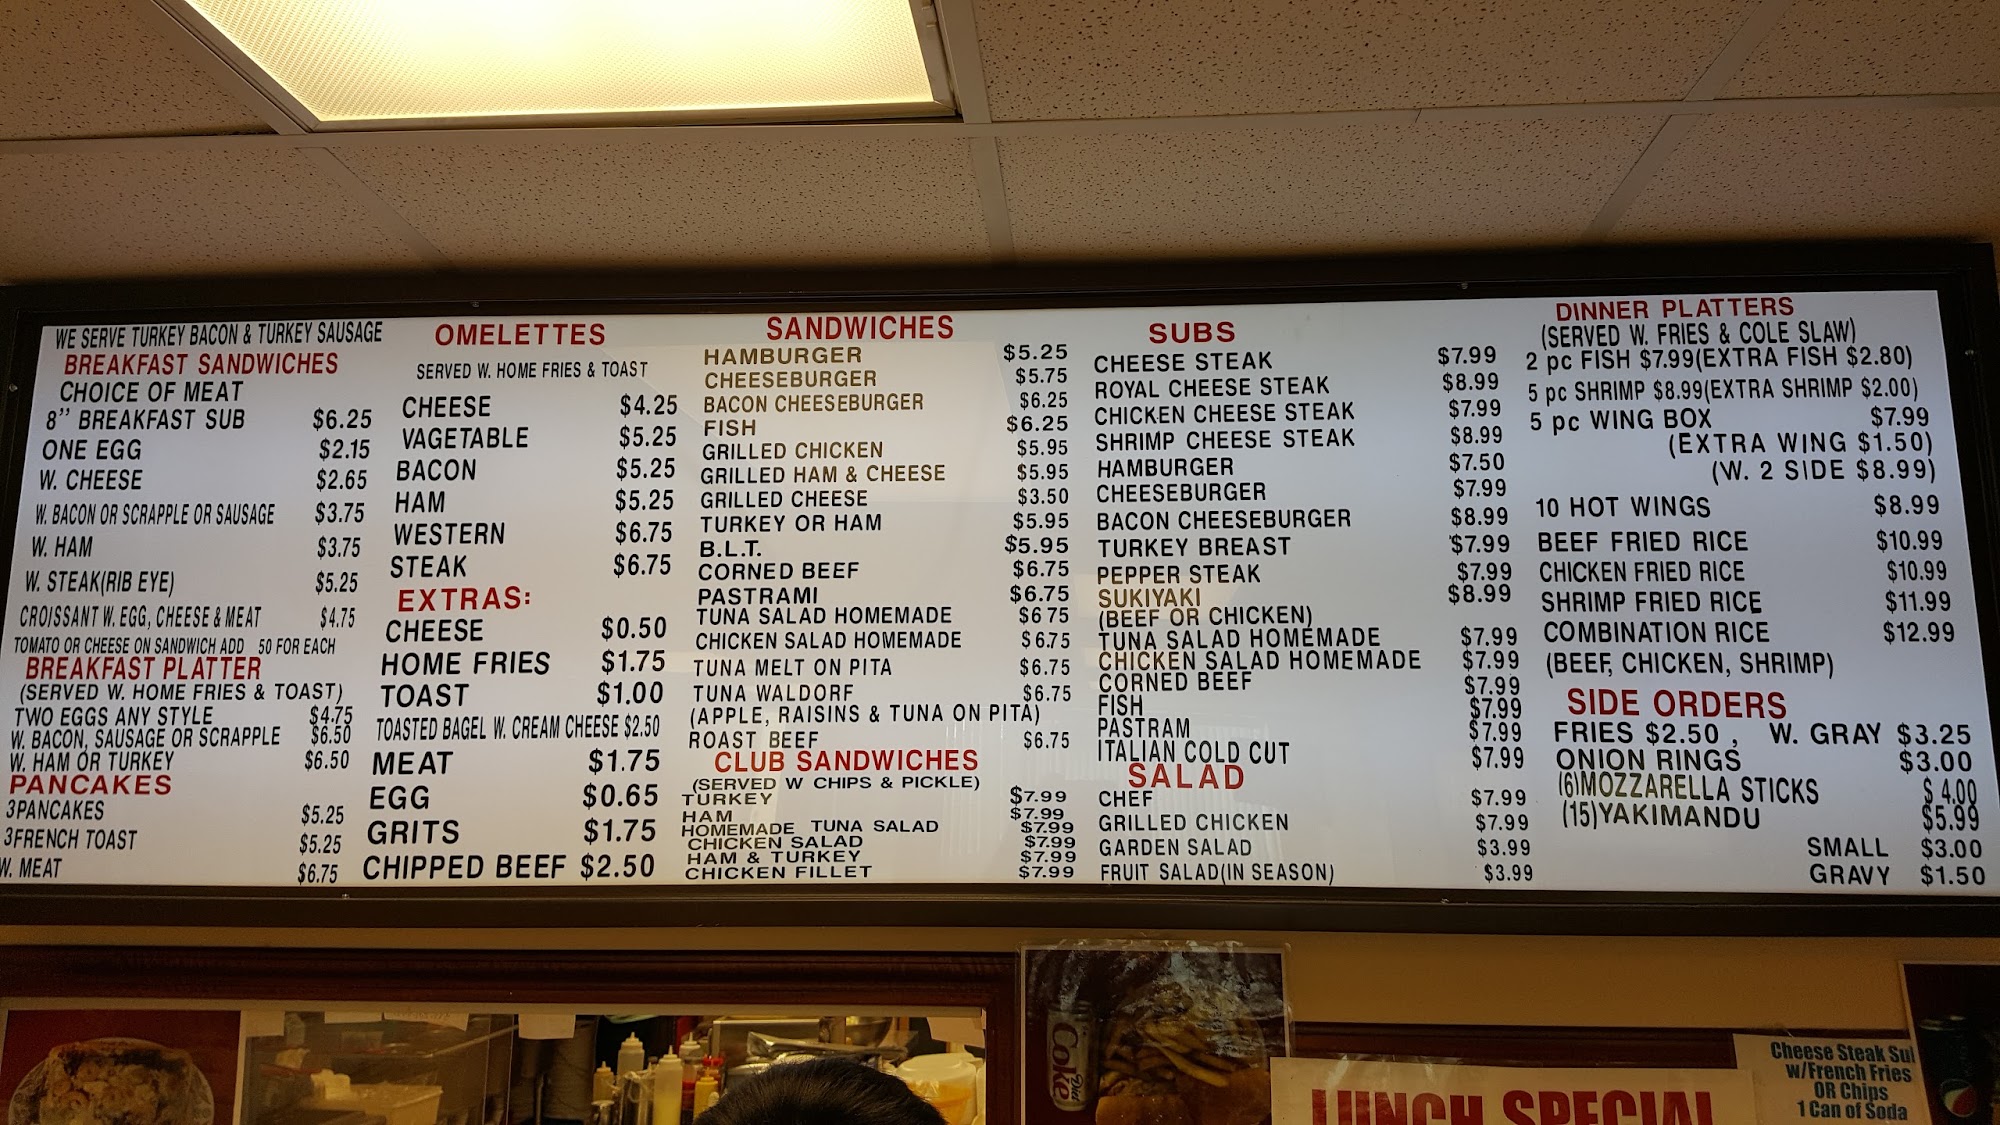 WE SERVE TURKEY BACON & TURKEY SAUSAGE
BREAKFAST SANDWICHES
CHOICE OF MEAT
8'' BREAKFAST SUB $6.25
ONE EGG $2.15
W. CHEESE $2.65
W. BACON OR SCRAPPLE OR SAUSAGE $3.75
W. HAM $3.75
W. STEAK(RIB EYE) $5.25
CROISSANT W. EGG, CHEESE & MEAT $4.75
TOMATO OR CHEESE ON SANDWICH ADD 50 FOR EACH
BREAKFAST PLATTER
(SERVED W. HOME FRIES & TOAST)
TWO EGGS ANY STYLE $4.75
W. BACON, SAUSAGE OR SCRAPPLE $6.50
W. HAM OR TURKEY $6.50
PANCAKES
3PANCAKES $5.25
3FRENCH TOAST $5.25
W. MEAT $6.75
OMELETTES
SERVED W. HOME FRIES & TOAST
CHEESE $4.25
VAGETABLE $5.25
BACON $5.25
HAM $5.25
WESTERN $6.75
STEAK $6.75
EXTRAS:
CHEESE $0.50
HOME FRIES $1.75
TOAST $1.00
TOASTED BAGEL W. CREAM CHEESE $2.50
MEAT $1.75
EGG $0.65
GRITS $1.75
CHIPPED BEEF $2.50
SANDWICHES
HAMBURGER $5.25
CHEESEBURGER $5.75
BACON CHEESEBURGER $6.25
FISH $6.25
GRILLED CHICKEN $5.95
GRILLED HAM & CHEESE $5.95
GRILLED CHEESE $3.50
TURKEY OR HAM $5.95
B.L.T. $5.95
CORNED BEEF $6.75
PASTRAMI $6.75
TUNA SALAD HOMEMADE $6 75
CHICKEN SALAD HOMEMADE $6.75
TUNA MELT ON PITA $6.75
TUNA WALDORF $6.75
(APPLE, RAISINS & TUNA ON PITA)
ROAST BEEF $6.75
CLUB SANDWICHES
(SERVED W CHIPS & PICKLE)
TURKEY $7.99
HAM $7.99
HOMEMADE TUNA SALAD $7.99
CHICKEN SALAD $7.99
HAM & TURKEY $7.99
CHICKEN FILLET $7.99
SUBS
CHEESE STEAK $7.99
ROYAL CHEESE STEAK $8.99
CHICKEN CHEESE STEAK $7.99
SHRIMP CHEESE STEAK $8.99
HAMBURGER $7.50
CHEESEBURGER $7.99
BACON CHEESEBURGER $8.99
TURKEY BREAST $7.99
PEPPER STEAK $7.99
SUKIYAKI $8.99
(BEEF OR CHICKEN)
TUNA SALAD HOMEMADE $7.99
CHICKEN SALAD HOMEMADE $7.99
CORNED BEEF $7.99
FISH $7.99
PASTRAM $7.99
ITALIAN COLD CUT $7.99
SALAD
CHEF $7.99
GRILLED CHICKEN $7.99
GARDEN SALAD $3.99
FRUIT SALAD(IN SEASON) $3.99
DINNER PLATTERS
(SERVED W. FRIES & COLE SLAW)
2 pc FISH $7.99(EXTRA FISH $2.80)
5 pc SHRIMP $8.99(EXTRA SHRIMP $2.00)
5 pc WING BOX $7.99
(EXTRA WING $1.50)
(W. 2 SIDE $8.99)
10 HOT WINGS $8.99
BEEF FRIED RICE $10.99
CHICKEN FRIED RICE $10.99
SHRIMP FRIED RICE $11.99
COMBINATION RICE $12.99
(BEEF, CHICKEN, SHRIMP)
SIDE ORDERS
FRIES $2.50 , W. GRAY $3.25
ONION RINGS $3.00
(6)MOZZARELLA STICKS $ 4.00
(15)YAKIMANDU $5.99
SMALL $3.00
GRAVY $1.50
Diet Coke
LUNCH SPECIAL
Cheese Steak Su
w/French Fries
OR Chips
1 Can of Soda